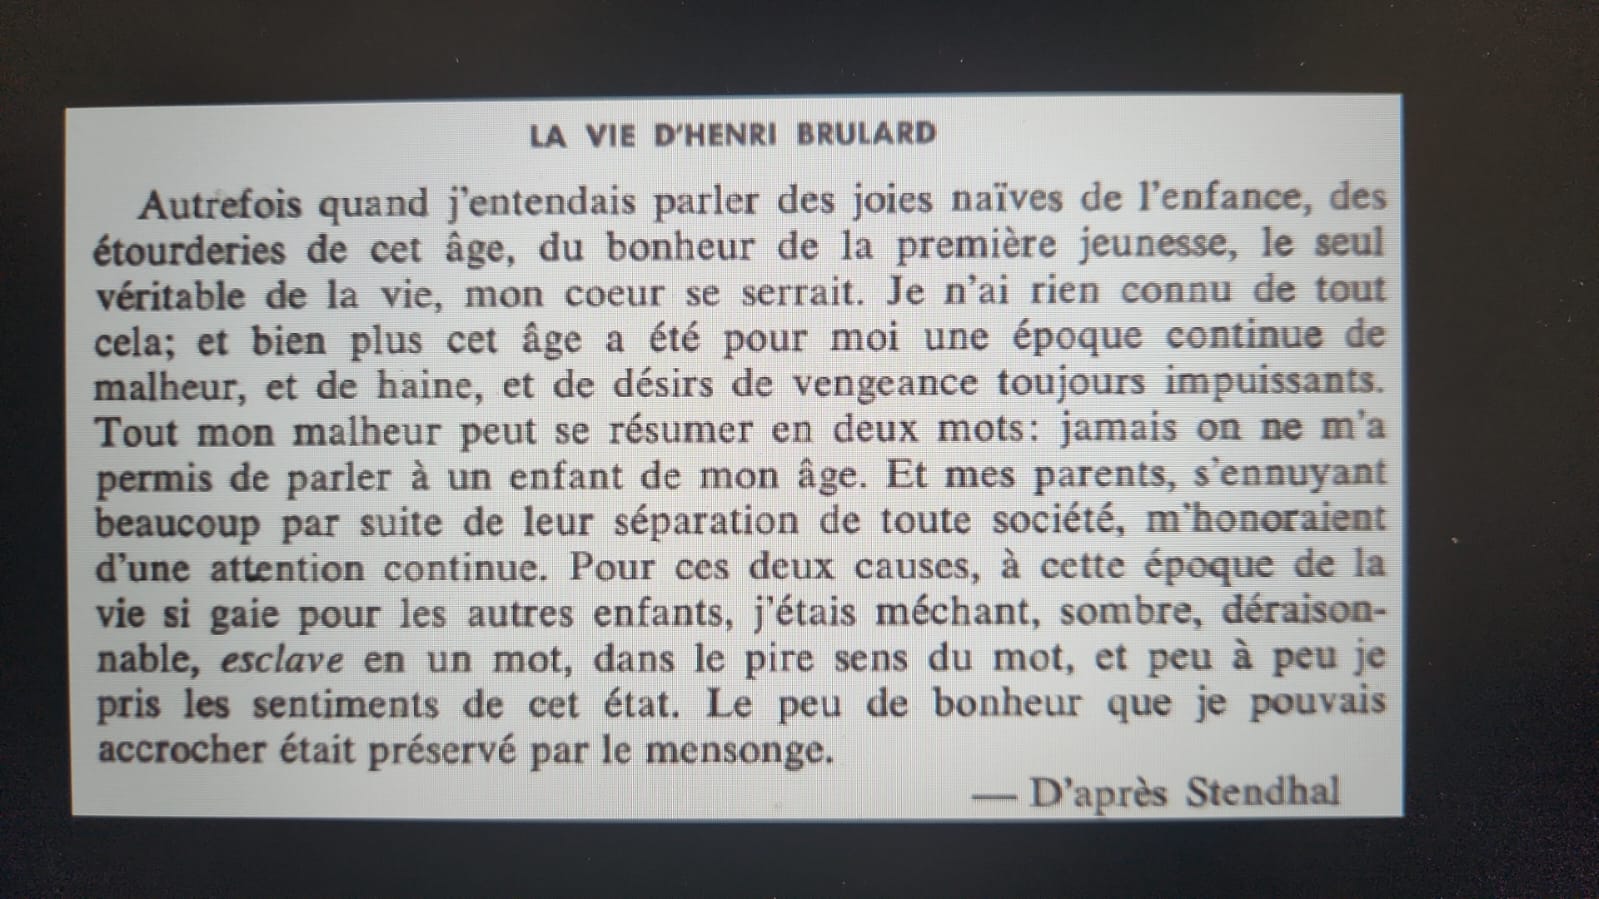 LA VIE D'HENRI BRULARD
Autrefois quand j'entendais parler des joies naïves de l'enfance, des
étourderies de cet âge, du bonheur de la première jeunesse, le seul
véritable de la vie, mon coeur se serrait. Je n'ai rien connu de tout
cela; et bien plus cet âge a été pour moi une époque continue de
malheur, et de haine, et de désirs de vengeance toujours impuissants.
Tout mon malheur peut se résumer en deux mots: jamais on ne m'a
permis de parler à un enfant de mon âge. Et mes parents, s'ennuyant
beaucoup par suite de leur séparation de toute société, m'honoraient
d'une attention continue. Pour ces deux causes, à cette époque de la
vie si gaie pour les autres enfants, j'étais méchant, sombre, déraison-
nable, esclave en un mot, dans le pire sens du mot, et peu à peu je
pris les sentiments de cet état. Le peu de bonheur que je pouvais
accrocher était préservé par le mensonge.
— D'après Stendhal